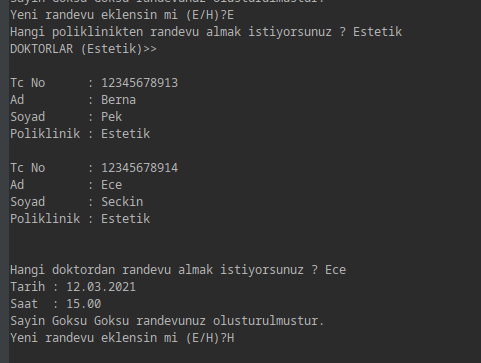 Sayin Goksu Goksu randevunuz olusturulmustur.
Yeni randevu eklensin mi (E/H)?E
Hangi poliklinikten randevu almak istiyorsunuz ? Estetik
DOKTORLAR (Estetik)>>
Tc No : 12345678913
Ad : Berna
Soyad : Pek
Poliklinik : Estetik
Tc No : 12345678914
Ad : Ece
Soyad : Seckin
Poliklinik : Estetik
Hangi doktordan randevu almak istiyorsunuz ? Ece
Tarih : 12.03.2021
Saat : 15.00
Sayin Goksu Goksu randevunuz olusturulmustur.
Yeni randevu eklensin mi (E/H)?H